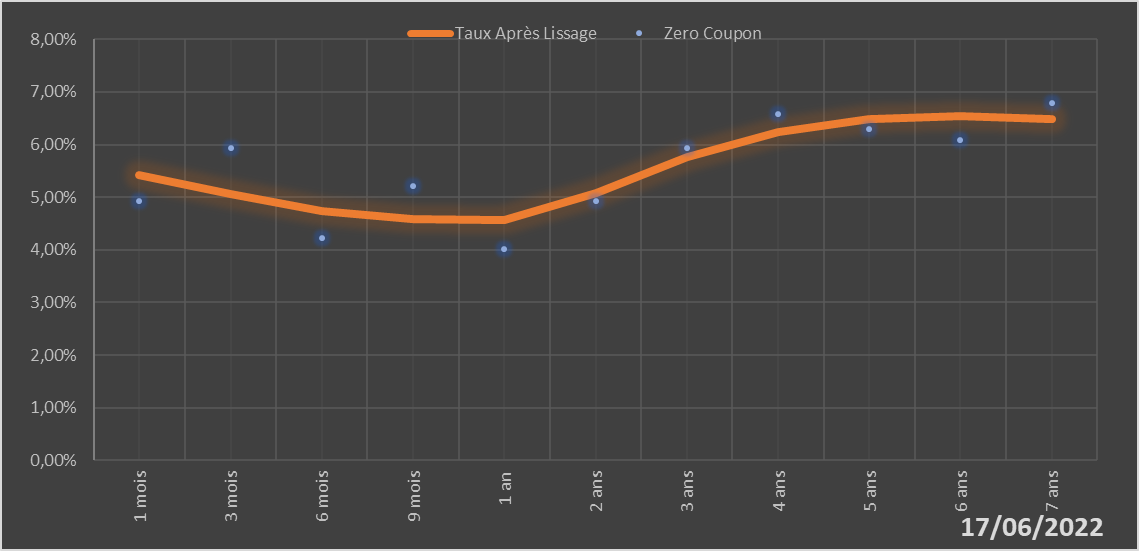 Taux Après Lissage Zero Coupon
8,00%
7,00%
6,00%
5,00%
4,00%
3,00%
2,00%
1,00%
0,00%
1 mois
3 mois
6 mois
9 mois
1 an
2 ans
3 ans
4 ans
5 ans
6 ans
7 ans
17/06/2022